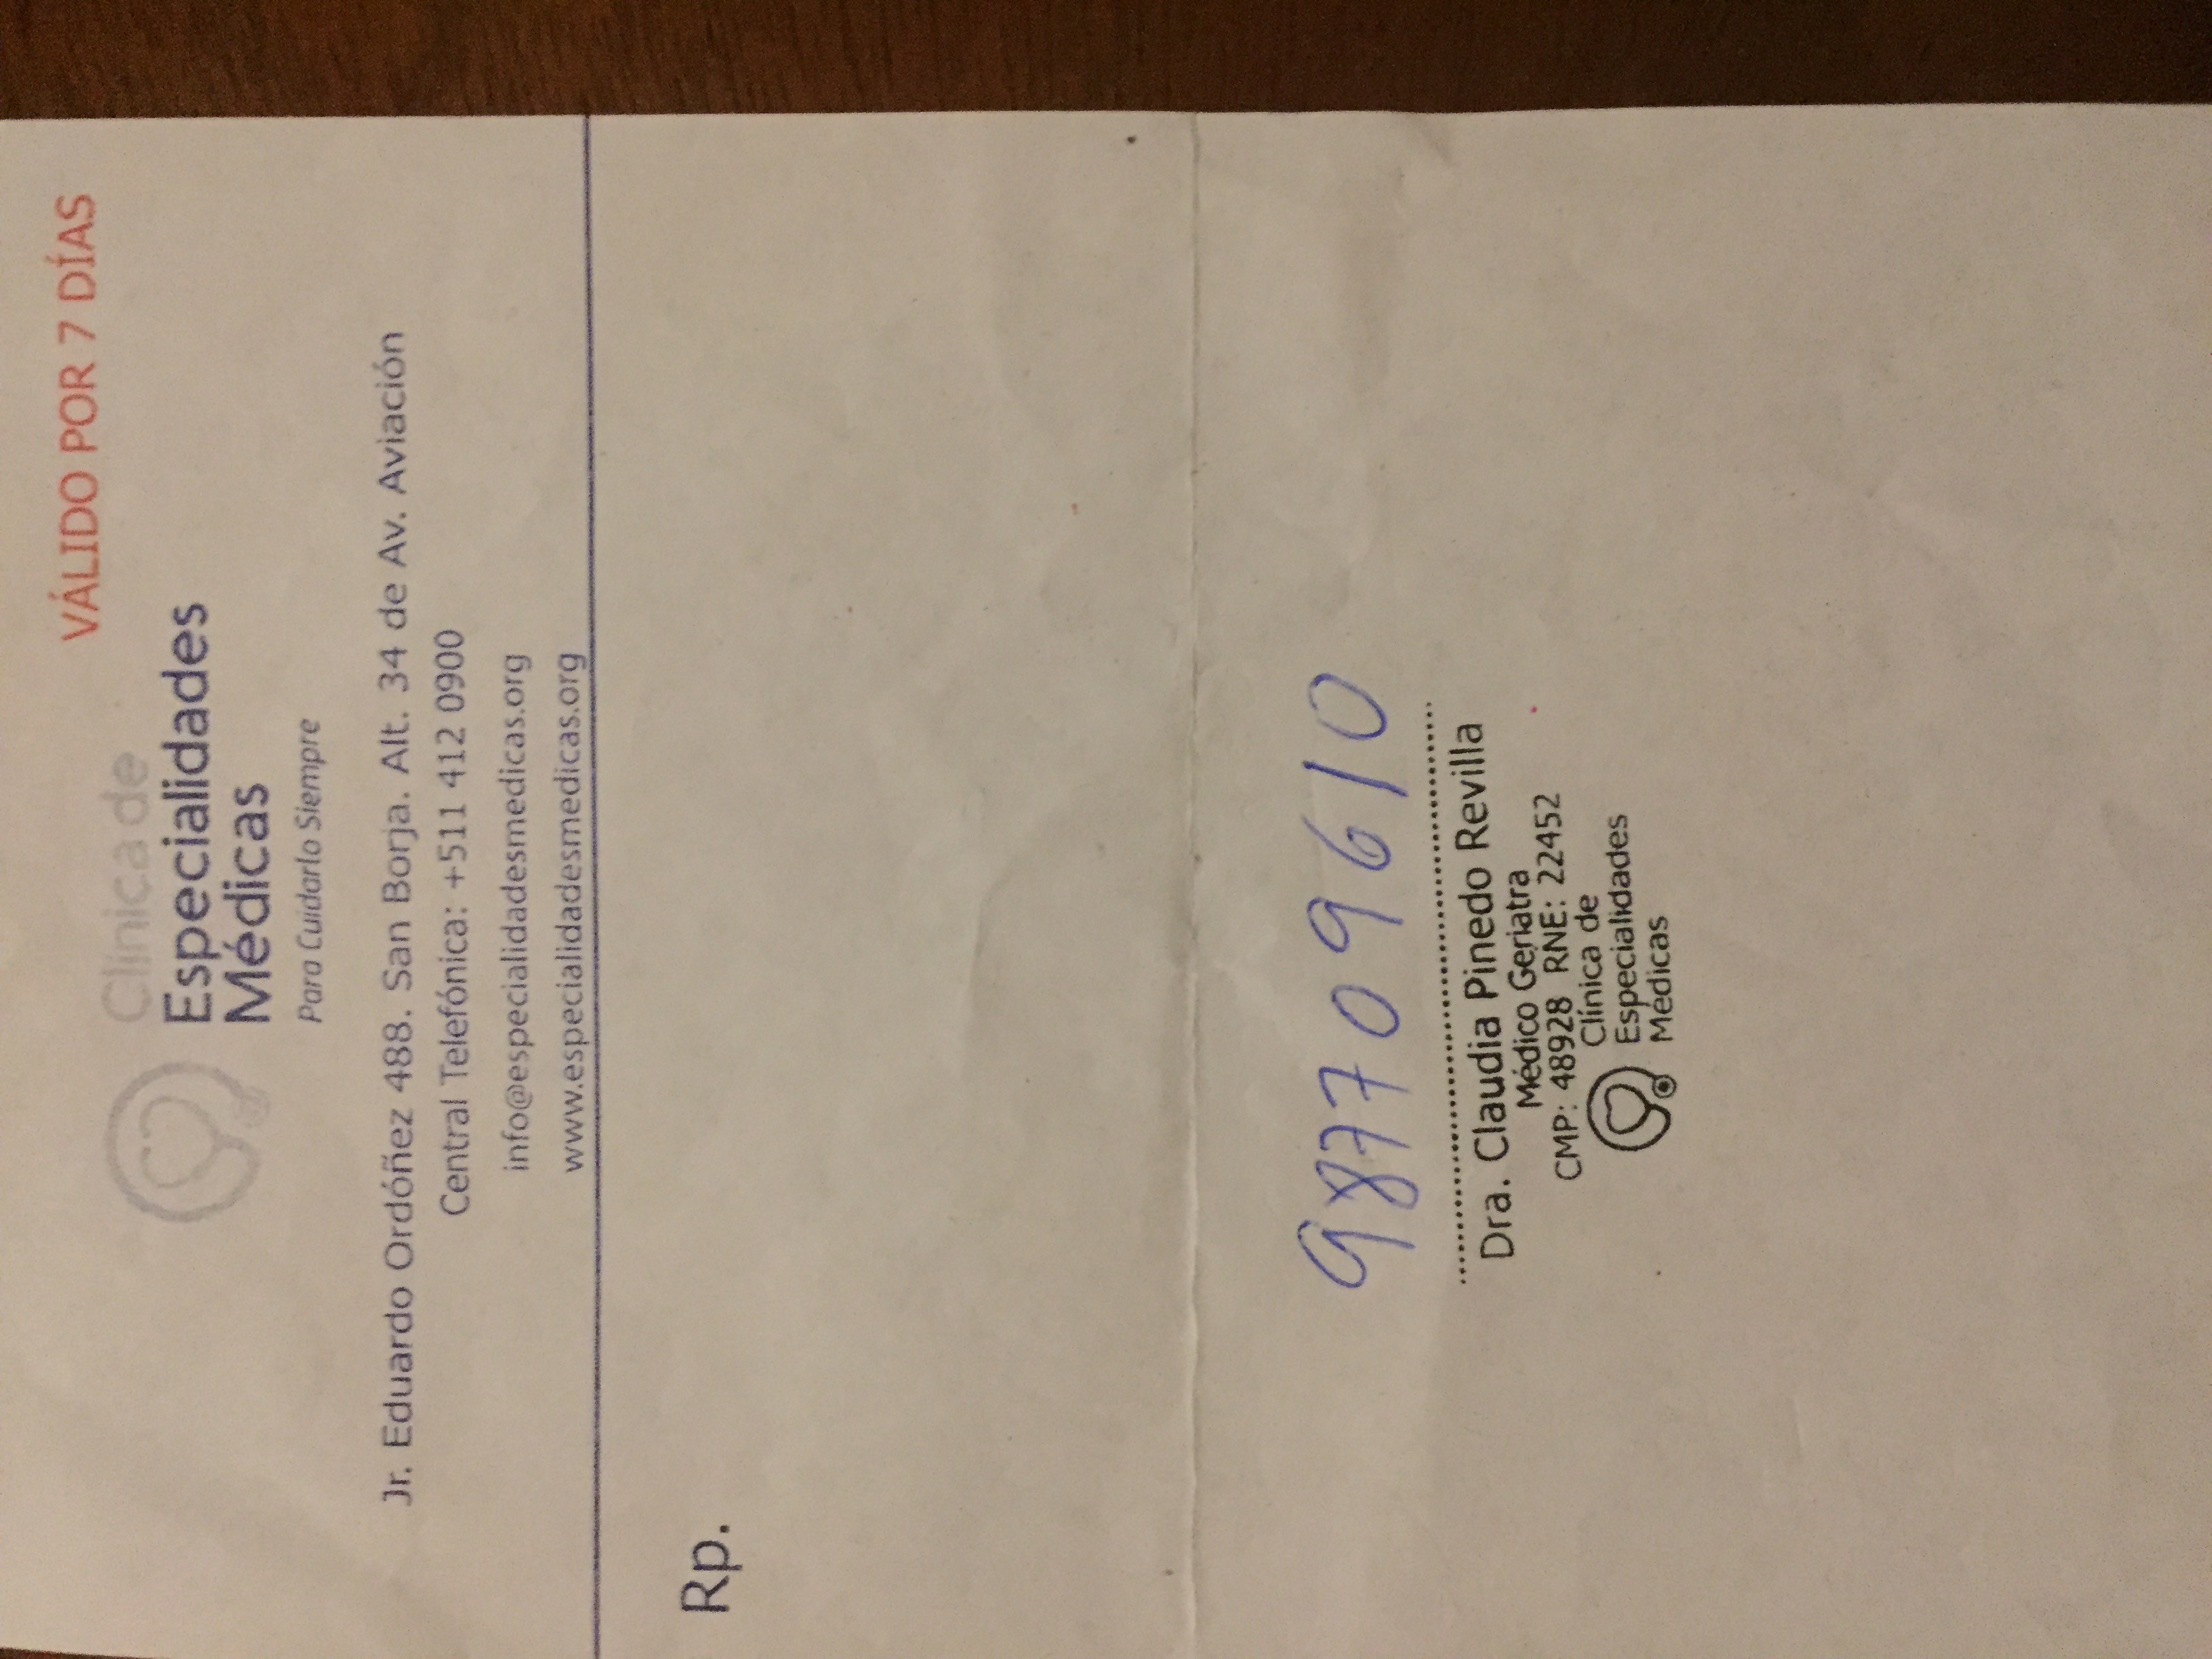 VÁLIDO POR 7 DÍAS
Clínica de
Especialidades
Médicas
Para Cuidarlo Siempre
Jr. Eduardo Ordóñez 488. San Borja. Alt. 34 de Av. Aviación
Central Telefónica: +511 412 0900
info@especialidadesmedicas.org
www.especialidadesmedicas.org
Rp.
987709610
Dra. Claudia Pinedo Revilla
Médico Geriatra
CMP: 48928 RNE: 22452
Clínica de
Especialidades
Médicas